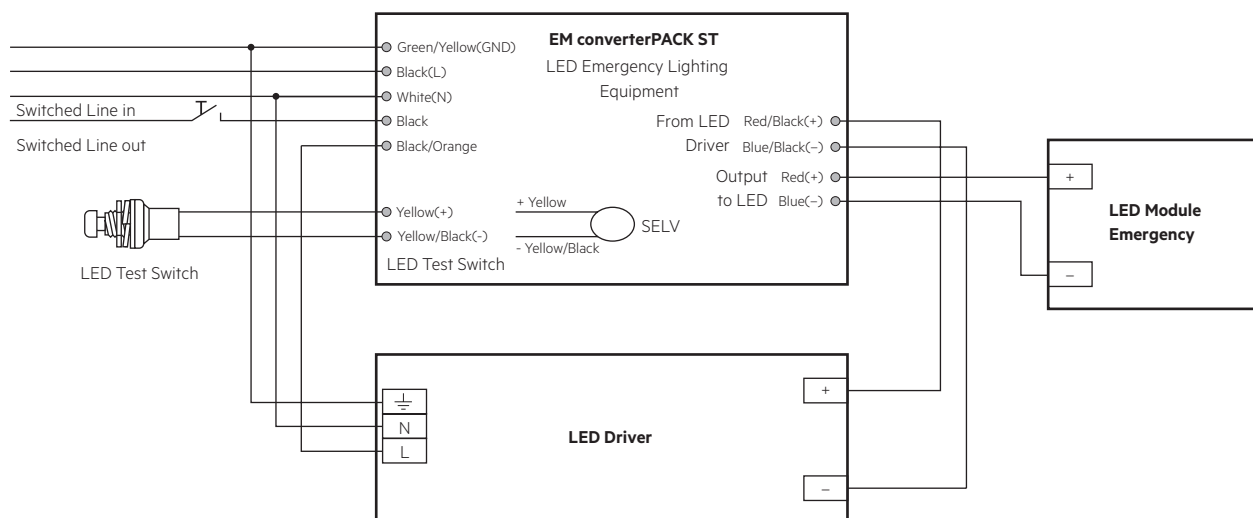 EM converterPACK ST
LED Emergency Lighting
Equipment
Green/Yellow(GND)
Black(L)
White(N)
Switched Line in
Black
Switched Line out
Black/Orange
From LED Red/Black(+)
Driver Blue/Black(–)
Output Red(+)
to LED Blue(–)
Yellow(+)
Yellow/Black(-)
LED Test Switch
+ Yellow
SELV
- Yellow/Black
LED Test Switch
+
LED Module
Emergency
–
N
L
LED Driver
+
–